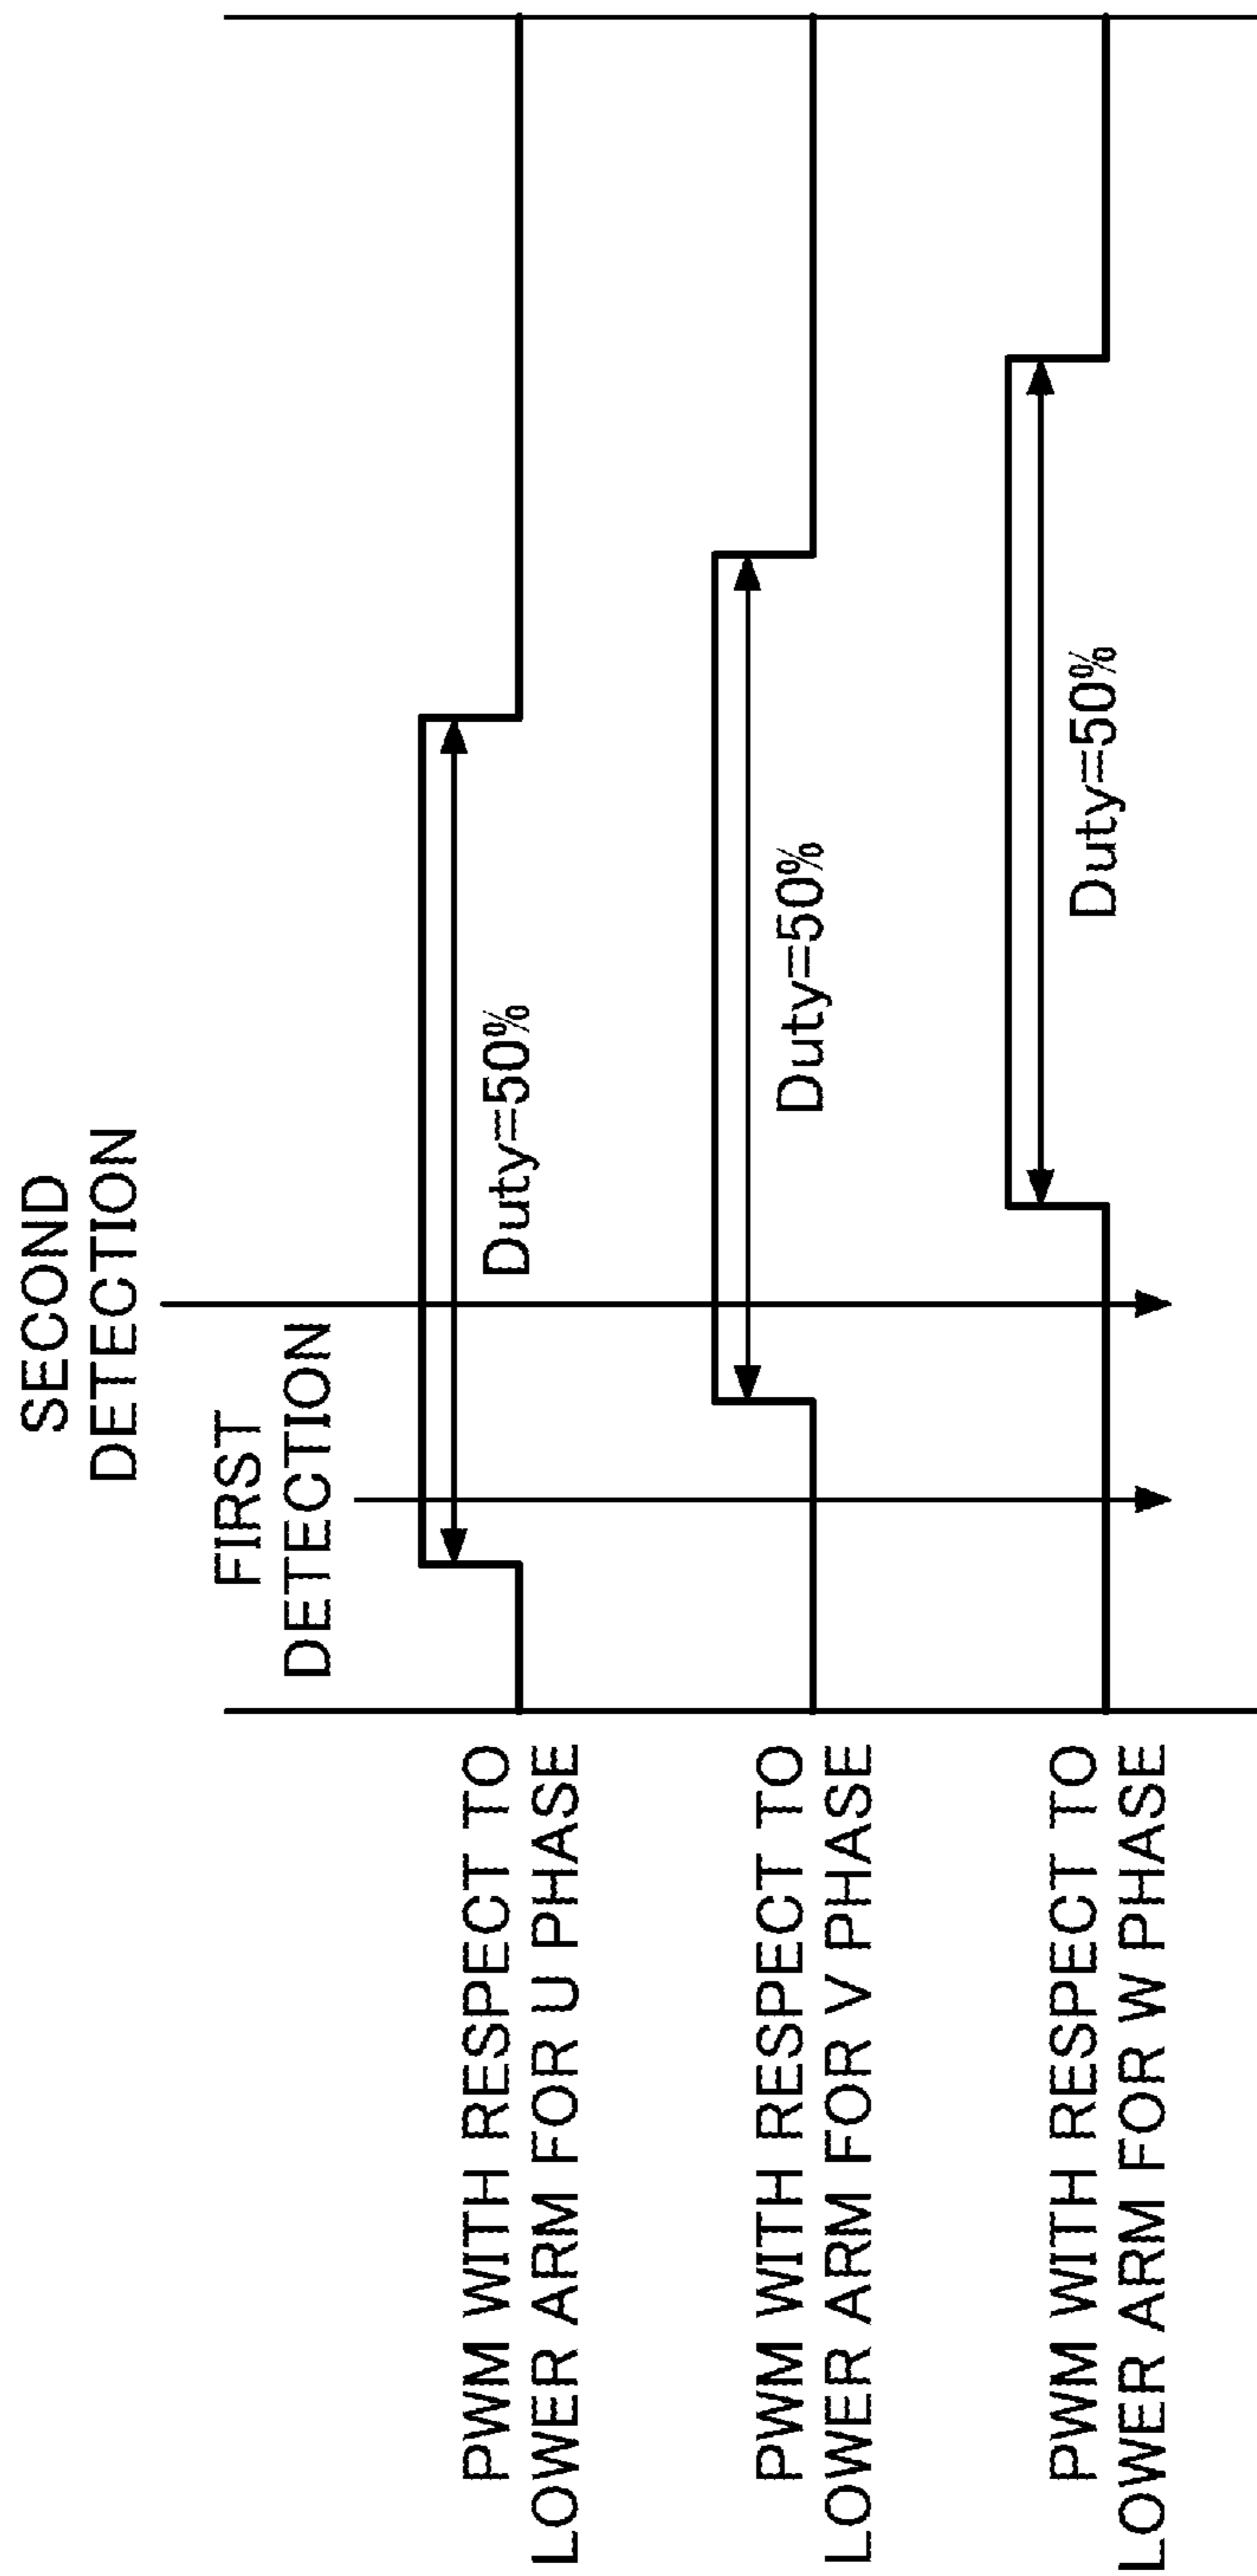 SECOND
DETECTION
FIRST
DETECTION
PWM WITH RESPECT TO
LOWER ARM FOR U PHASE
Duty=50%
PWM WITH RESPECT TO
LOWER ARM FOR V PHASE
Duty=50%
PWM WITH RESPECT TO
LOWER ARM FOR W PHASE
Duty=50%